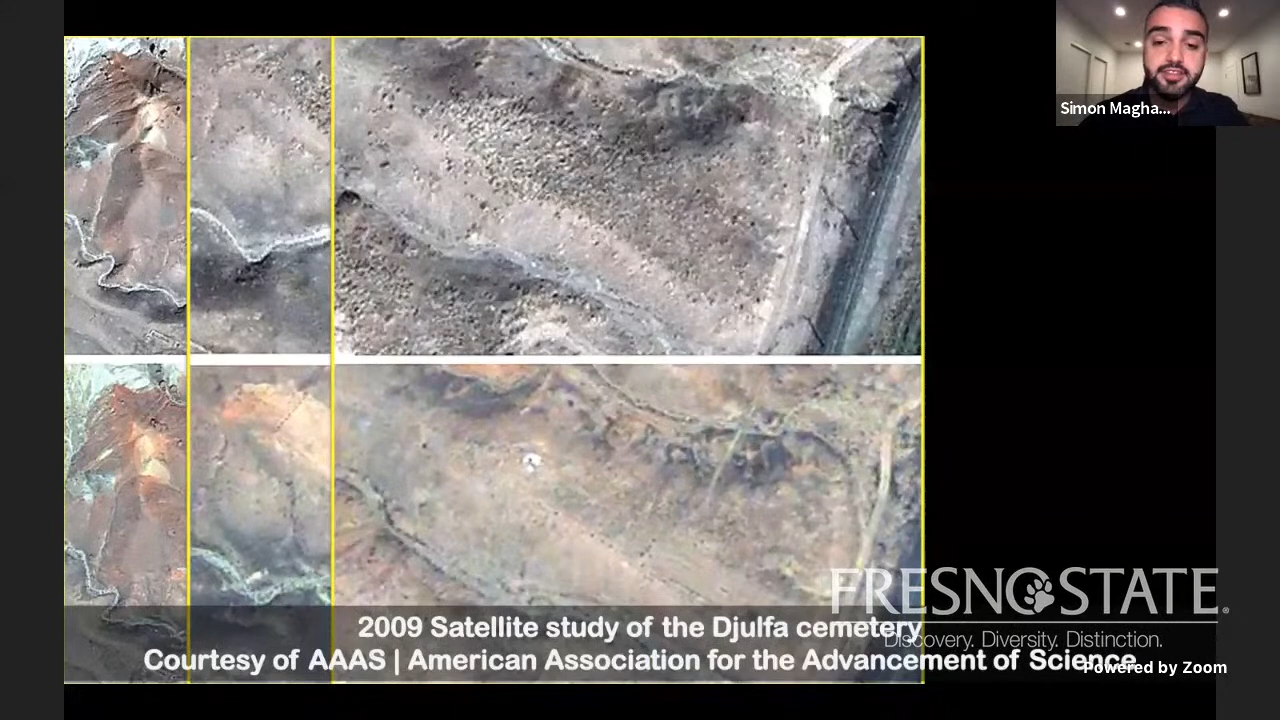 Simon Magha...
FRESNO STATE
Discovery. Diversity. Distinction.
2009 Satellite study of the Djulfa cemetery
Courtesy of AAAS | American Association for the Advancement of Science
Powered by Zoom